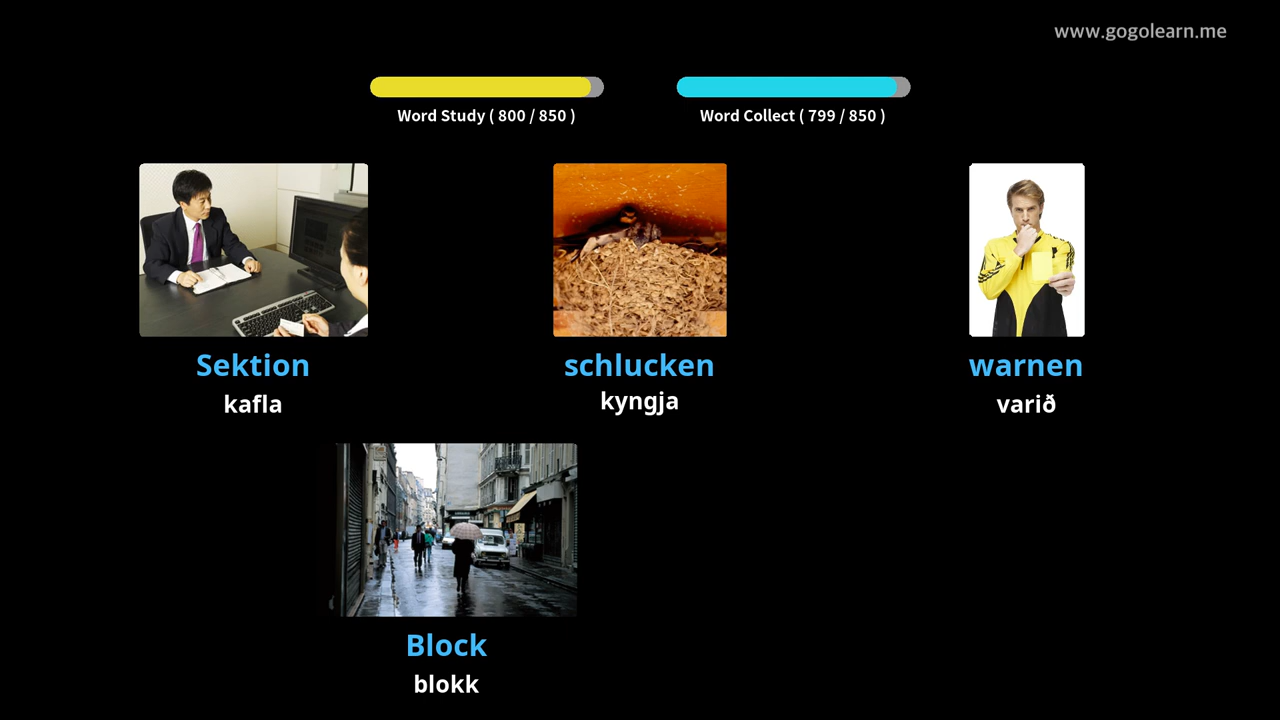 www.gogolearn.me
Word Study ( 800 / 850 )
Word Collect ( 799 / 850 )
Sektion
kafla
schlucken
kyngja
warnen
varið
Block
blokk